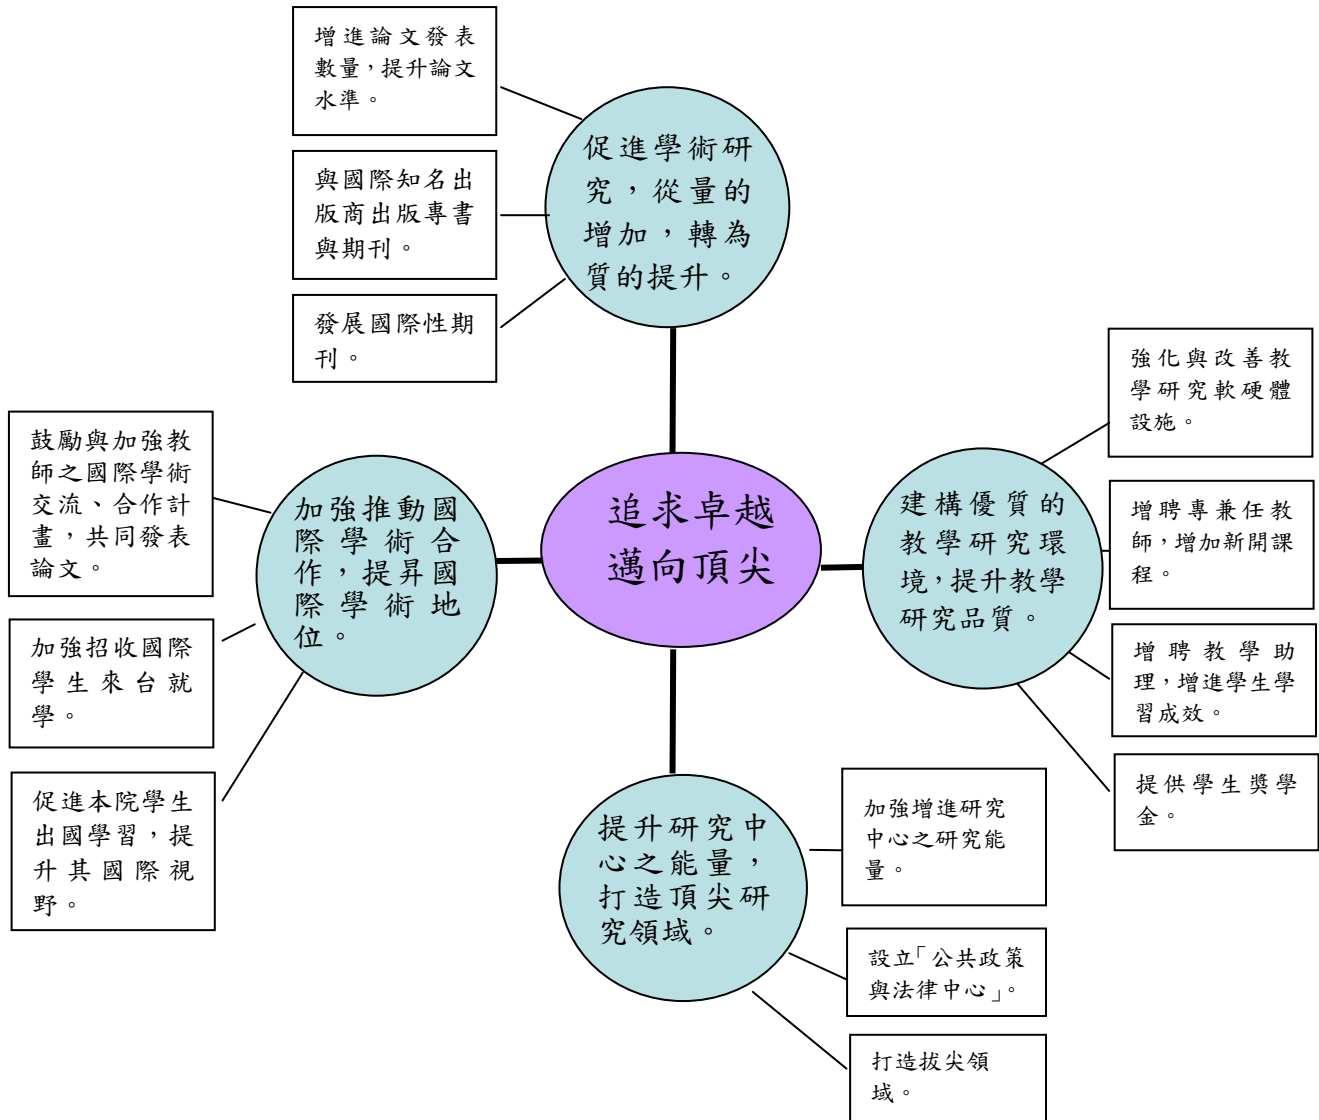 增進論文發表
數量，提升論文
水準。
與國際知名出
版商出版專書
與期刊。
發展國際性期
刊。
促進學術研
究，從量的
增加，轉為
質的提升。
鼓勵與加強教
師之國際學術
交流、合作計
畫，共同發表
論文。
加強招收國際
學生來台就
學。
促進本院學生
出國學習，提
升其國際視
野。
加強推動國
際學術合
作，提昇國
際學術地
位。
追求卓越
邁向頂尖
建構優質的
教學研究環
境，提升教學
研究品質。
強化與改善教
學研究軟硬體
設施。
增聘專兼任教
師，增加新開課
程。
增聘教學助
理，增進學生學
習成效。
提供學生獎學
金。
提升研究中
心之能量，
打造頂尖研
究領域。
加強增進研究
中心之研究能
量。
設立「公共政策
與法律中心」。
打造拔尖領
域。